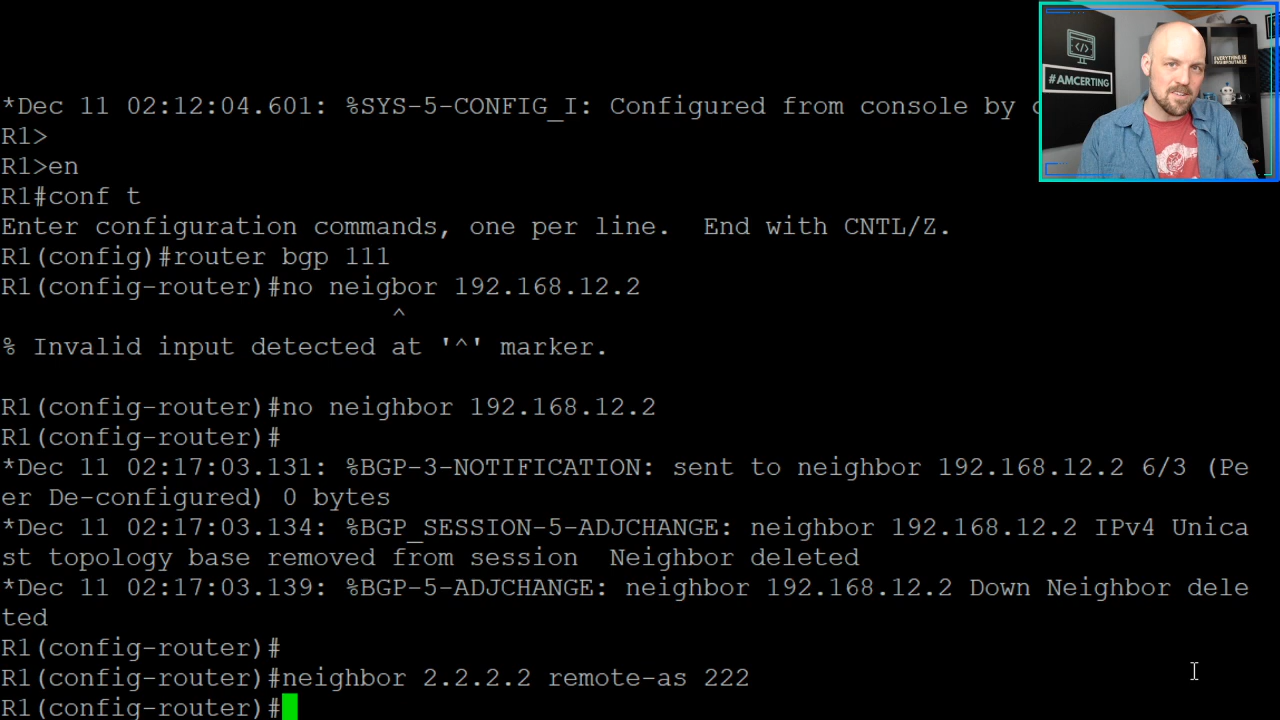 *Dec 11 02:12:04.601: %SYS-5-CONFIG_I: Configured from console by c
R1>
R1>en
R1#conf t
Enter configuration commands, one per line.  End with CNTL/Z.
R1(config)#router bgp 111
R1(config-router)#no neigbor 192.168.12.2
^
% Invalid input detected at '^' marker.
R1(config-router)#no neighbor 192.168.12.2
R1(config-router)#
*Dec 11 02:17:03.131: %BGP-3-NOTIFICATION: sent to neighbor 192.168.12.2 6/3 (Pe
er De-configured) 0 bytes
*Dec 11 02:17:03.134: %BGP_SESSION-5-ADJCHANGE: neighbor 192.168.12.2 IPv4 Unica
st topology base removed from session  Neighbor deleted
*Dec 11 02:17:03.139: %BGP-5-ADJCHANGE: neighbor 192.168.12.2 Down Neighbor dele
ted
R1(config-router)#
R1(config-router)#neighbor 2.2.2.2 remote-as 222
R1(config-router)#
</>
#AMCERTING
EVERYTHING IS